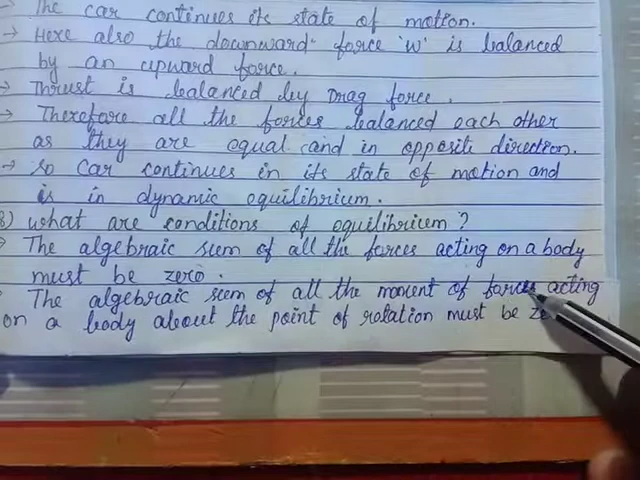 → The car continues its state of motion.
→ Here also the downward force 'w' is balanced
by an upward force.
→ Thrust is balanced by Drag force.
→ Therefore all the forces balanced each other
as they are equal and in opposite direction.
→ So Car continues in its state of motion and
is in dynamic equilibrium.
8) what are conditions of equilibrium?
→ The algebraic sum of all the forces acting on a body
must be zero.
The algebraic sum of all the moment of forces acting
on a body about the point of rotation must be